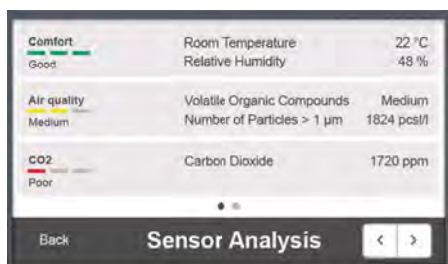 Comfort Room Temperature 22 °C
Good Relative Humidity 48 %
Air quality Volatile Organic Compounds Medium
Medium Number of Particles > 1 µm 1824 pcs/l
CO2 Carbon Dioxide 1720 ppm
Poor
Back Sensor Analysis < >